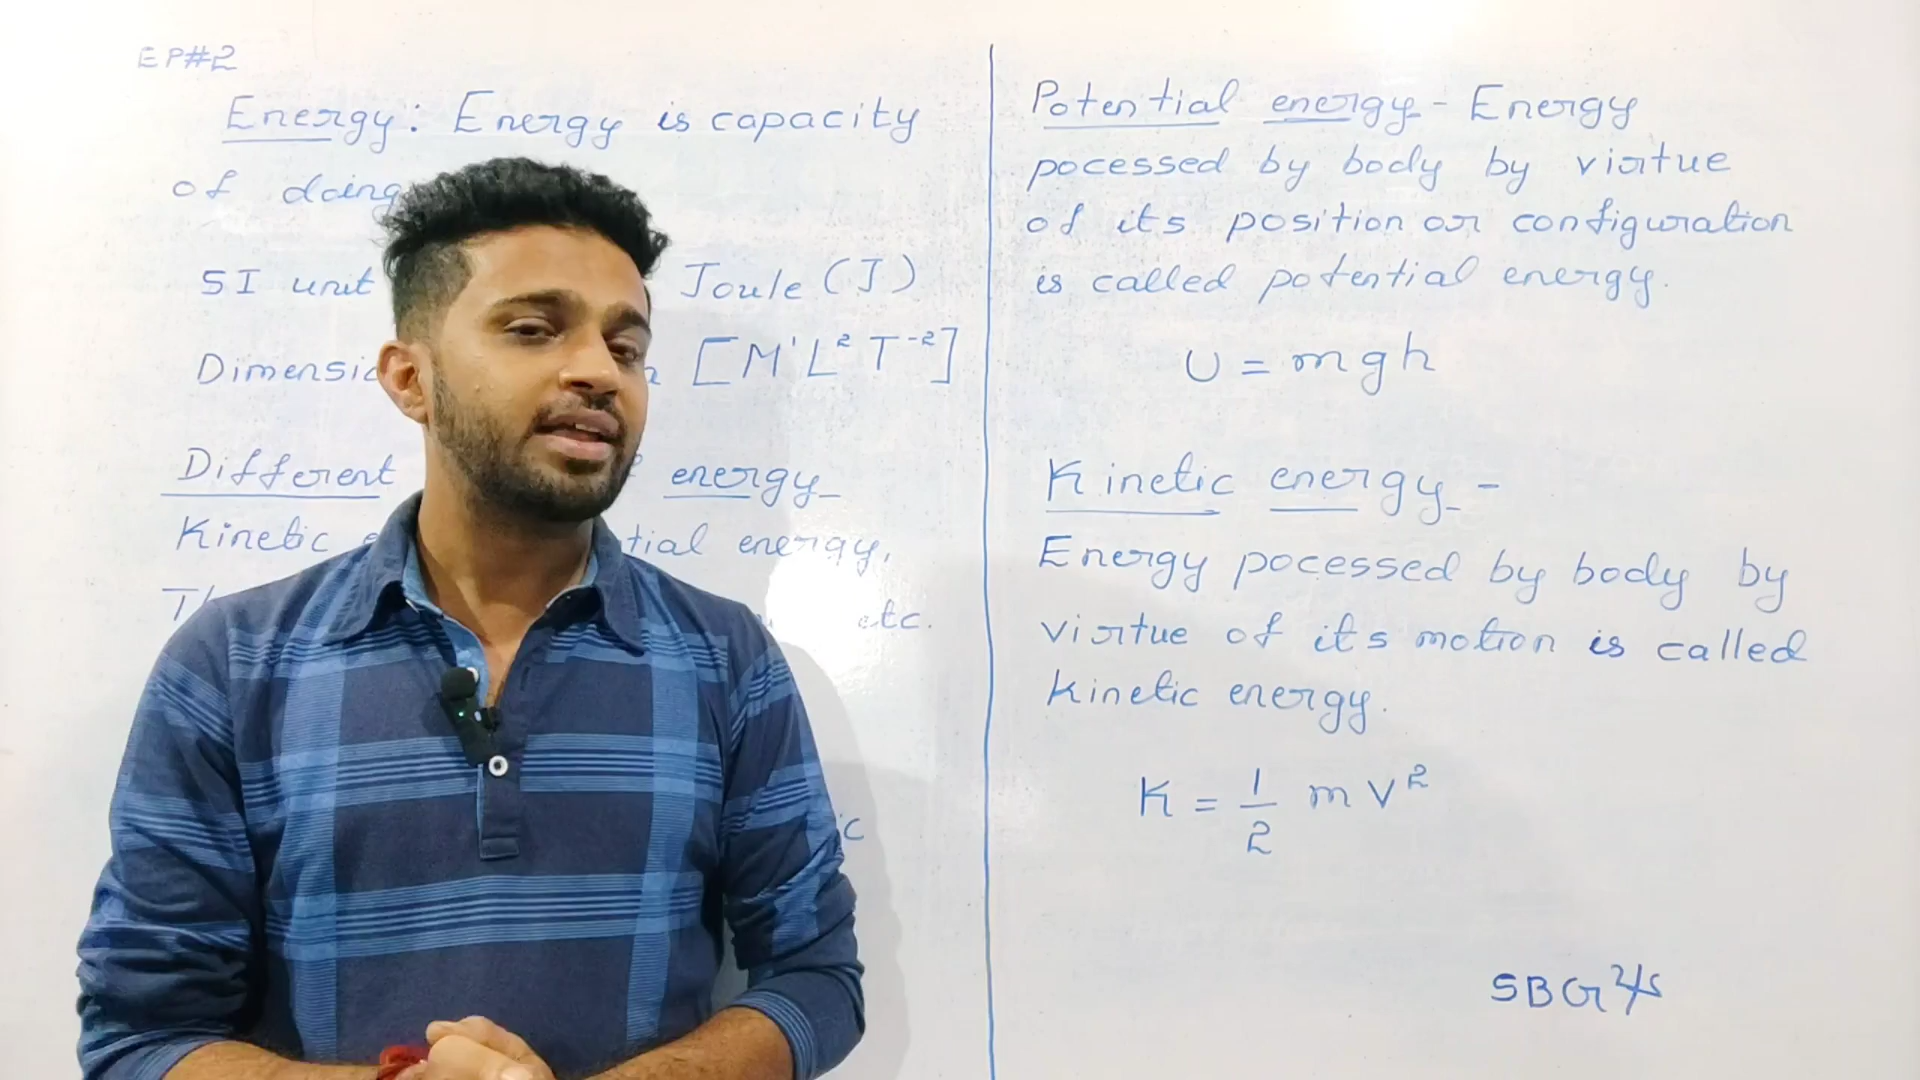 EP#2
Energy: Energy is capacity
of doing
SI unit Joule (J)
Dimensio [M¹L²T⁻²]
Different energy-
Kinetic tial energy,
etc.
ic
Potential energy - Energy
pocessed by body by virtue
of its position or configuration
is called potential energy.
U = mgh
Kinetic energy -
Energy pocessed by body by
virtue of its motion is called
kinetic energy.
K = 1/2 mv²